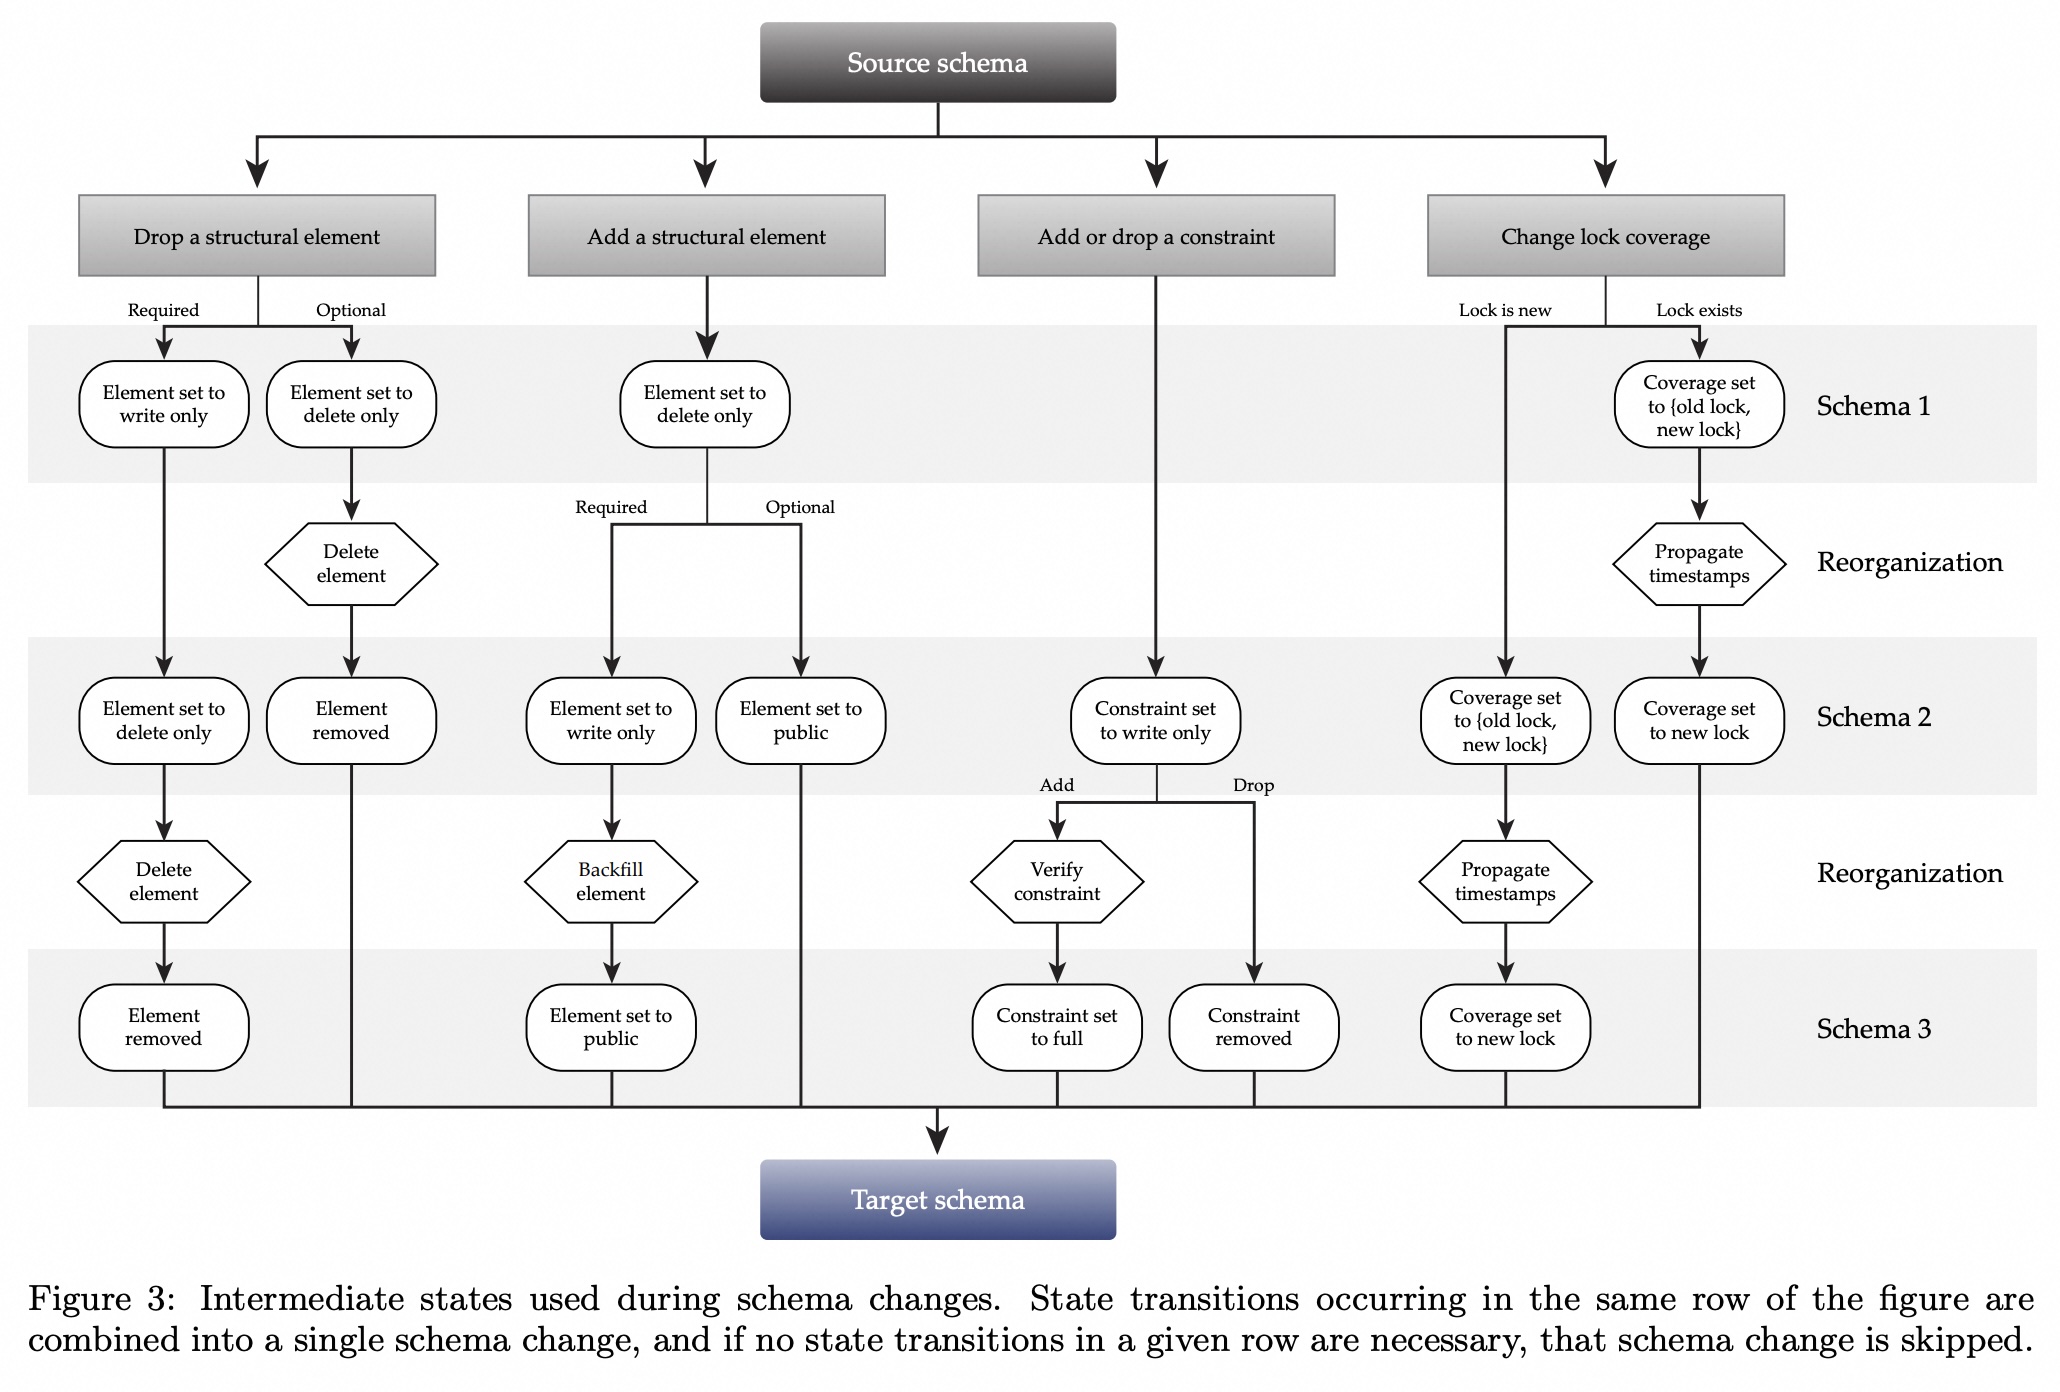 Source schema
Drop a structural element
Add a structural element
Add or drop a constraint
Change lock coverage
Required
Optional
Lock is new
Lock exists
Element set to
write only
Element set to
delete only
Element set to
delete only
Coverage set
to {old lock,
new lock}
Schema 1
Required
Optional
Delete
element
Propagate
timestamps
Reorganization
Element set to
delete only
Element
removed
Element set to
write only
Element set to
public
Constraint set
to write only
Coverage set
to {old lock,
new lock}
Coverage set
to new lock
Schema 2
Add
Drop
Delete
element
Backfill
element
Verify
constraint
Propagate
timestamps
Reorganization
Element
removed
Element set to
public
Constraint set
to full
Constraint
removed
Coverage set
to new lock
Schema 3
Target schema
Figure 3: Intermediate states used during schema changes. State transitions occurring in the same row of the figure are
combined into a single schema change, and if no state transitions in a given row are necessary, that schema change is skipped.